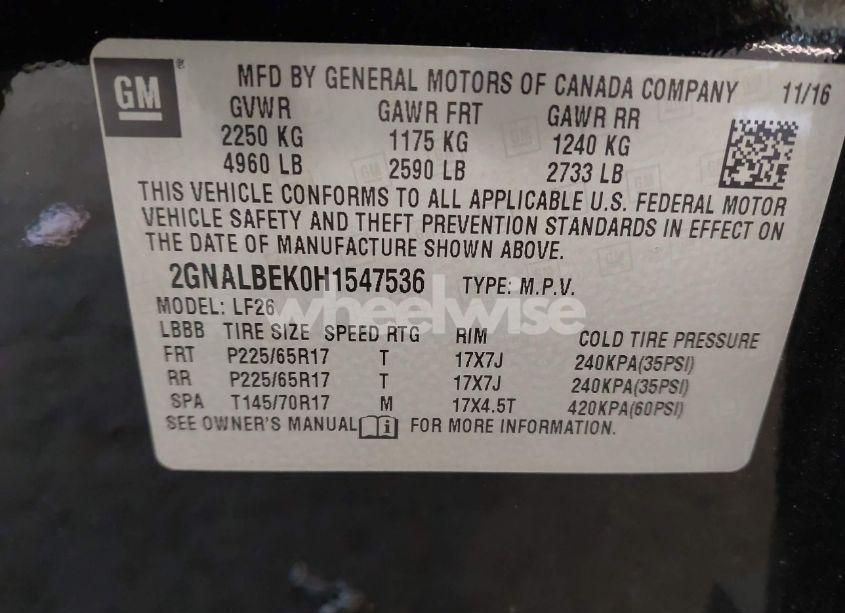 GM ®
MFD BY GENERAL MOTORS OF CANADA COMPANY 11/16
GVWR GAWR FRT GAWR RR
2250 KG 1175 KG 1240 KG
4960 LB 2590 LB 2733 LB
THIS VEHICLE CONFORMS TO ALL APPLICABLE U.S. FEDERAL MOTOR
VEHICLE SAFETY AND THEFT PREVENTION STANDARDS IN EFFECT ON
THE DATE OF MANUFACTURE SHOWN ABOVE.
2GNALBEK0H1547536 TYPE: M.P.V.
MODEL: LF26
wheelwise
LBBB TIRE SIZE SPEED RTG RIM COLD TIRE PRESSURE
FRT P225/65R17 T 17X7J 240KPA(35PSI)
RR P225/65R17 T 17X7J 240KPA(35PSI)
SPA T145/70R17 M 17X4.5T 420KPA(60PSI)
SEE OWNER'S MANUAL i FOR MORE INFORMATION.